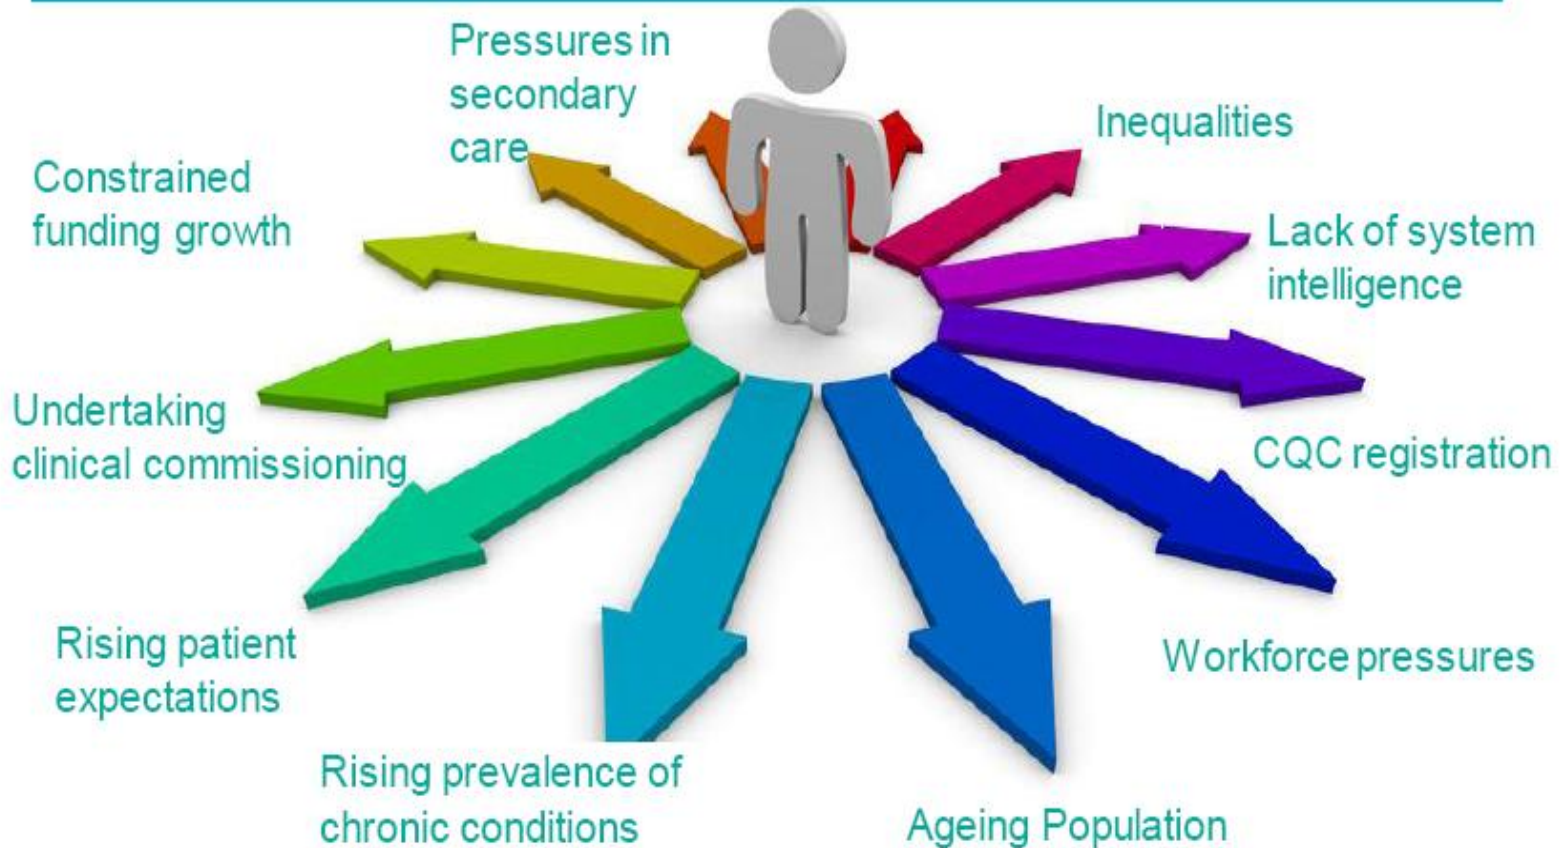 Pressures in
secondary
care
Inequalities
Constrained
funding growth
Lack of system
intelligence
Undertaking
clinical commissioning
CQC registration
Rising patient
expectations
Workforce pressures
Rising prevalence of
chronic conditions
Ageing Population